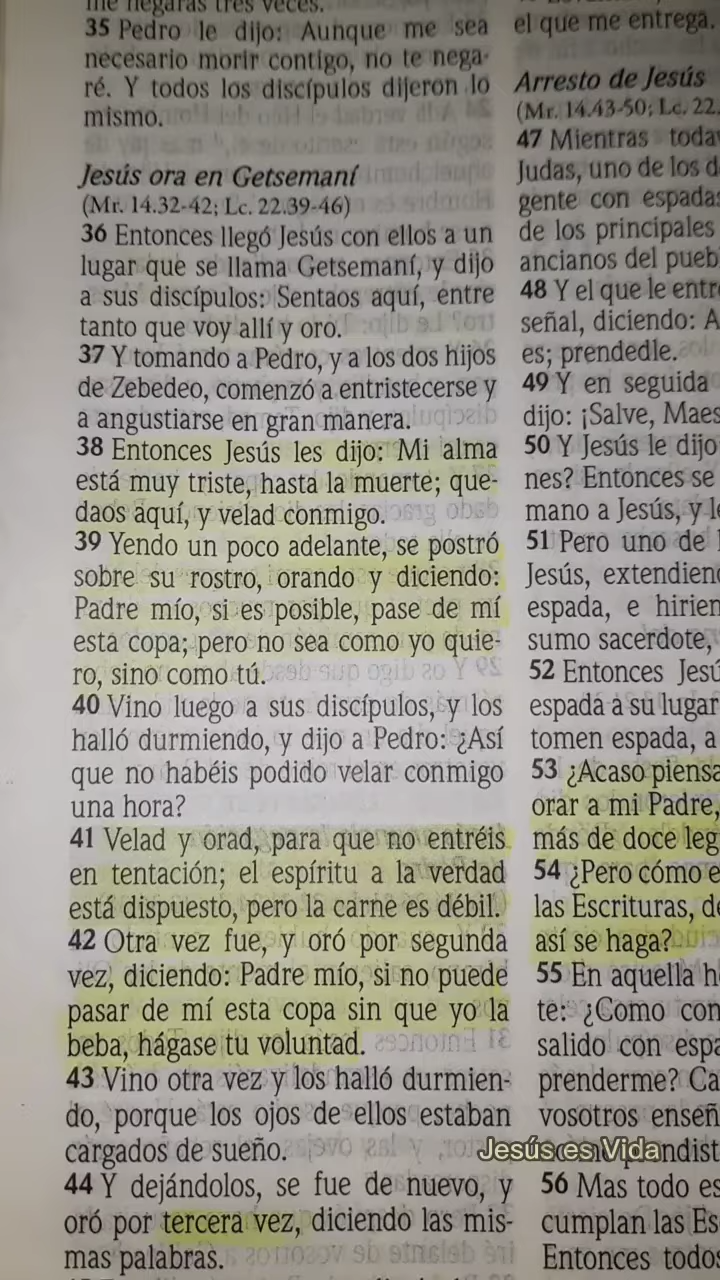 me negarás tres veces.
35 Pedro le dijo: Aunque me sea
necesario morir contigo, no te nega-
ré. Y todos los discípulos dijeron lo
mismo.
Jesús ora en Getsemaní
(Mr. 14.32-42; Lc. 22.39-46)
36 Entonces llegó Jesús con ellos a un
lugar que se llama Getsemaní, y dijo
a sus discípulos: Sentaos aquí, entre
tanto que voy allí y oro.
37 Y tomando a Pedro, y a los dos hijos
de Zebedeo, comenzó a entristecerse y
a angustiarse en gran manera.
38 Entonces Jesús les dijo: Mi alma
está muy triste, hasta la muerte; que-
daos aquí, y velad conmigo.
39 Yendo un poco adelante, se postró
sobre su rostro, orando y diciendo:
Padre mío, si es posible, pase de mí
esta copa; pero no sea como yo quie-
ro, sino como tú.
40 Vino luego a sus discípulos, y los
halló durmiendo, y dijo a Pedro: ¿Así
que no habéis podido velar conmigo
una hora?
41 Velad y orad, para que no entréis
en tentación; el espíritu a la verdad
está dispuesto, pero la carne es débil.
42 Otra vez fue, y oró por segunda
vez, diciendo: Padre mío, si no puede
pasar de mí esta copa sin que yo la
beba, hágase tu voluntad.
43 Vino otra vez y los halló durmien-
do, porque los ojos de ellos estaban
cargados de sueño.
44 Y dejándolos, se fue de nuevo, y
oró por tercera vez, diciendo las mis-
mas palabras.
el que me entrega.
Arresto de Jesús
(Mr. 14.43-50; Lc. 22.
47 Mientras toda
Judas, uno de los d
gente con espadas
de los principales
ancianos del pueb
48 Y el que le entr
señal, diciendo: A
es; prendedle.
49 Y en seguida
dijo: ¡Salve, Maes
50 Y Jesús le dijo
nes? Entonces se
mano a Jesús, y l
51 Pero uno de
Jesús, extendien
espada, e hirien
sumo sacerdote,
52 Entonces Jesú
espada a su lugar
tomen espada, a
53 ¿Acaso piensa
orar a mi Padre,
más de doce leg
54 ¿Pero cómo e
las Escrituras, de
así se haga?
55 En aquella h
te: ¿Como con
salido con espa
prenderme? Ca
vosotros enseñ
Jesús es Vida
56 Mas todo es
cumplan las Es
Entonces todos